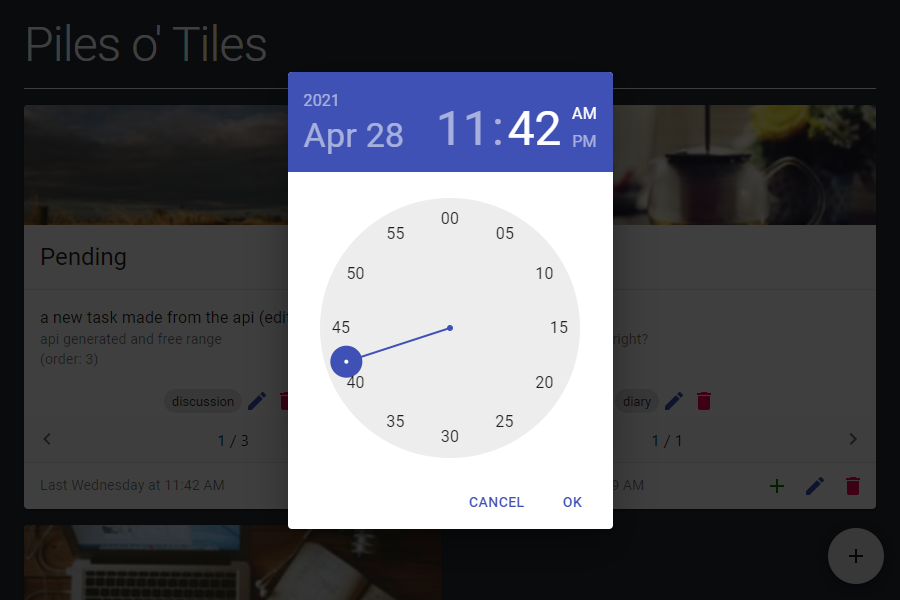 Piles o' Tiles
2021
Apr 28
11:42
AM
PM
00
05
10
15
20
25
30
35
40
45
50
55
CANCEL
OK
Pending
a new task made from the api (edi
api generated and free range
(order: 3)
discussion
1 / 3
Last Wednesday at 11:42 AM
right?
diary
1 / 1
9 AM